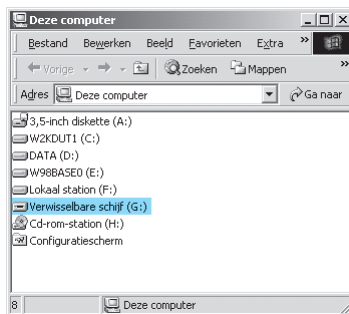 Deze computer
Bestand Bewerken Beeld Favorieten Extra »
Vorige Zoeken Mappen »
Adres Deze computer Ga naar
3,5-inch diskette (A:)
W2KDUT1 (C:)
DATA (D:)
W98BASE0 (E:)
Lokaal station (F:)
Verwisselbare schijf (G:)
Cd-rom-station (H:)
Configuratiescherm
8 Deze computer